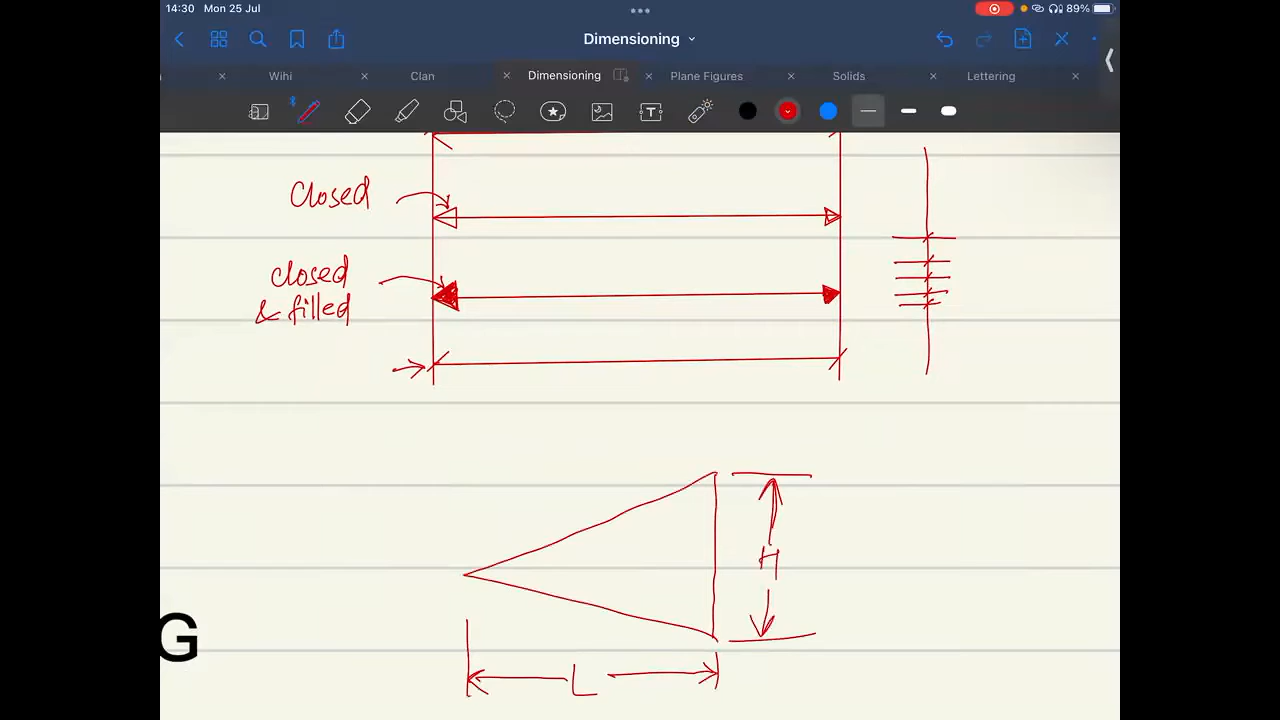 14:30 Mon 25 Jul
89%
Dimensioning
Wihi
Clan
Dimensioning
Plane Figures
Solids
Lettering
T
Closed
closed
& filled
H
G
L